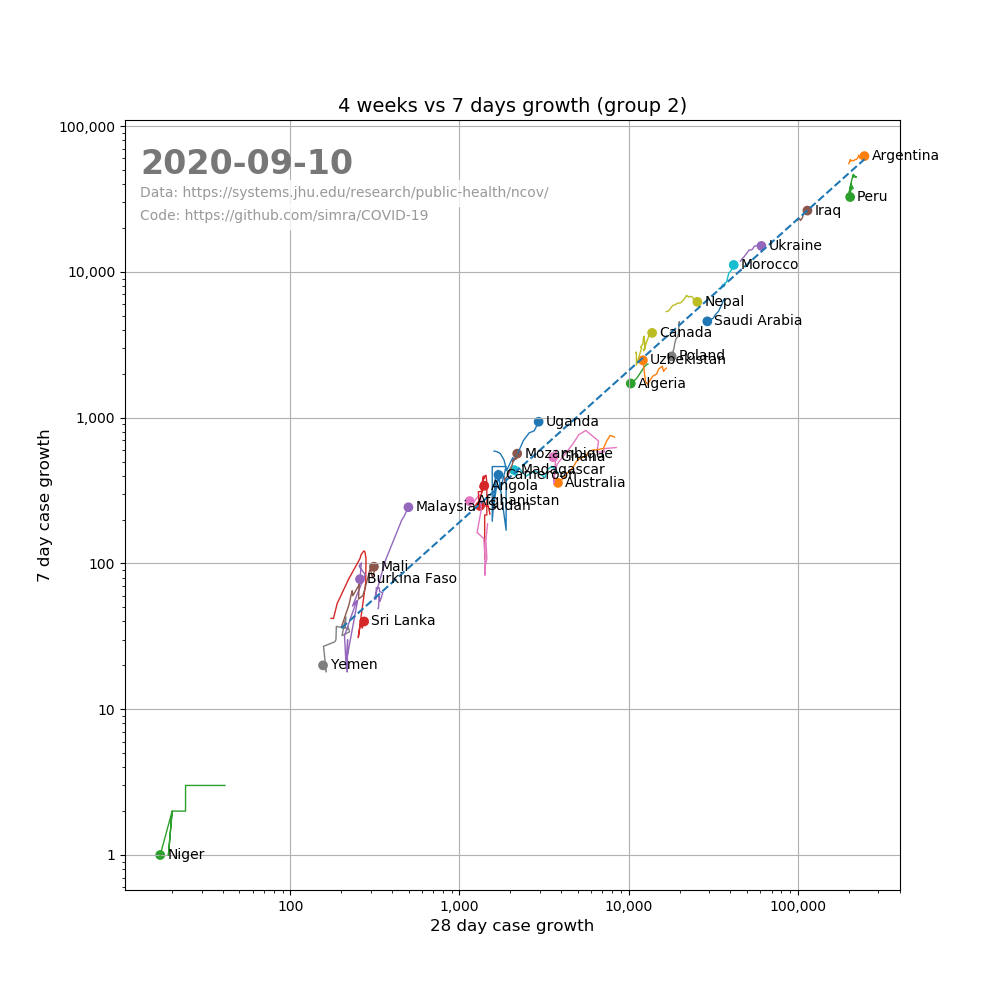 4 weeks vs 7 days growth (group 2)
100,000
2020-09-10
Argentina
Data: https://systems.jhu.edu/research/public-health/ncov/
Peru
Code: https://github.com/simra/COVID-19
Iraq
Ukraine
Morocco
10,000
Nepal
Saudi Arabia
Canada
Poland
Uzbekistan
Algeria
1,000
Uganda
Mozambique
Ghana
Madagascar
Cameroon
Australia
Angola
Afghanistan
Malaysia
Sudan
7 day case growth
100
Mali
Burkina Faso
Sri Lanka
Yemen
10
1
Niger
100
1,000
10,000
100,000
28 day case growth